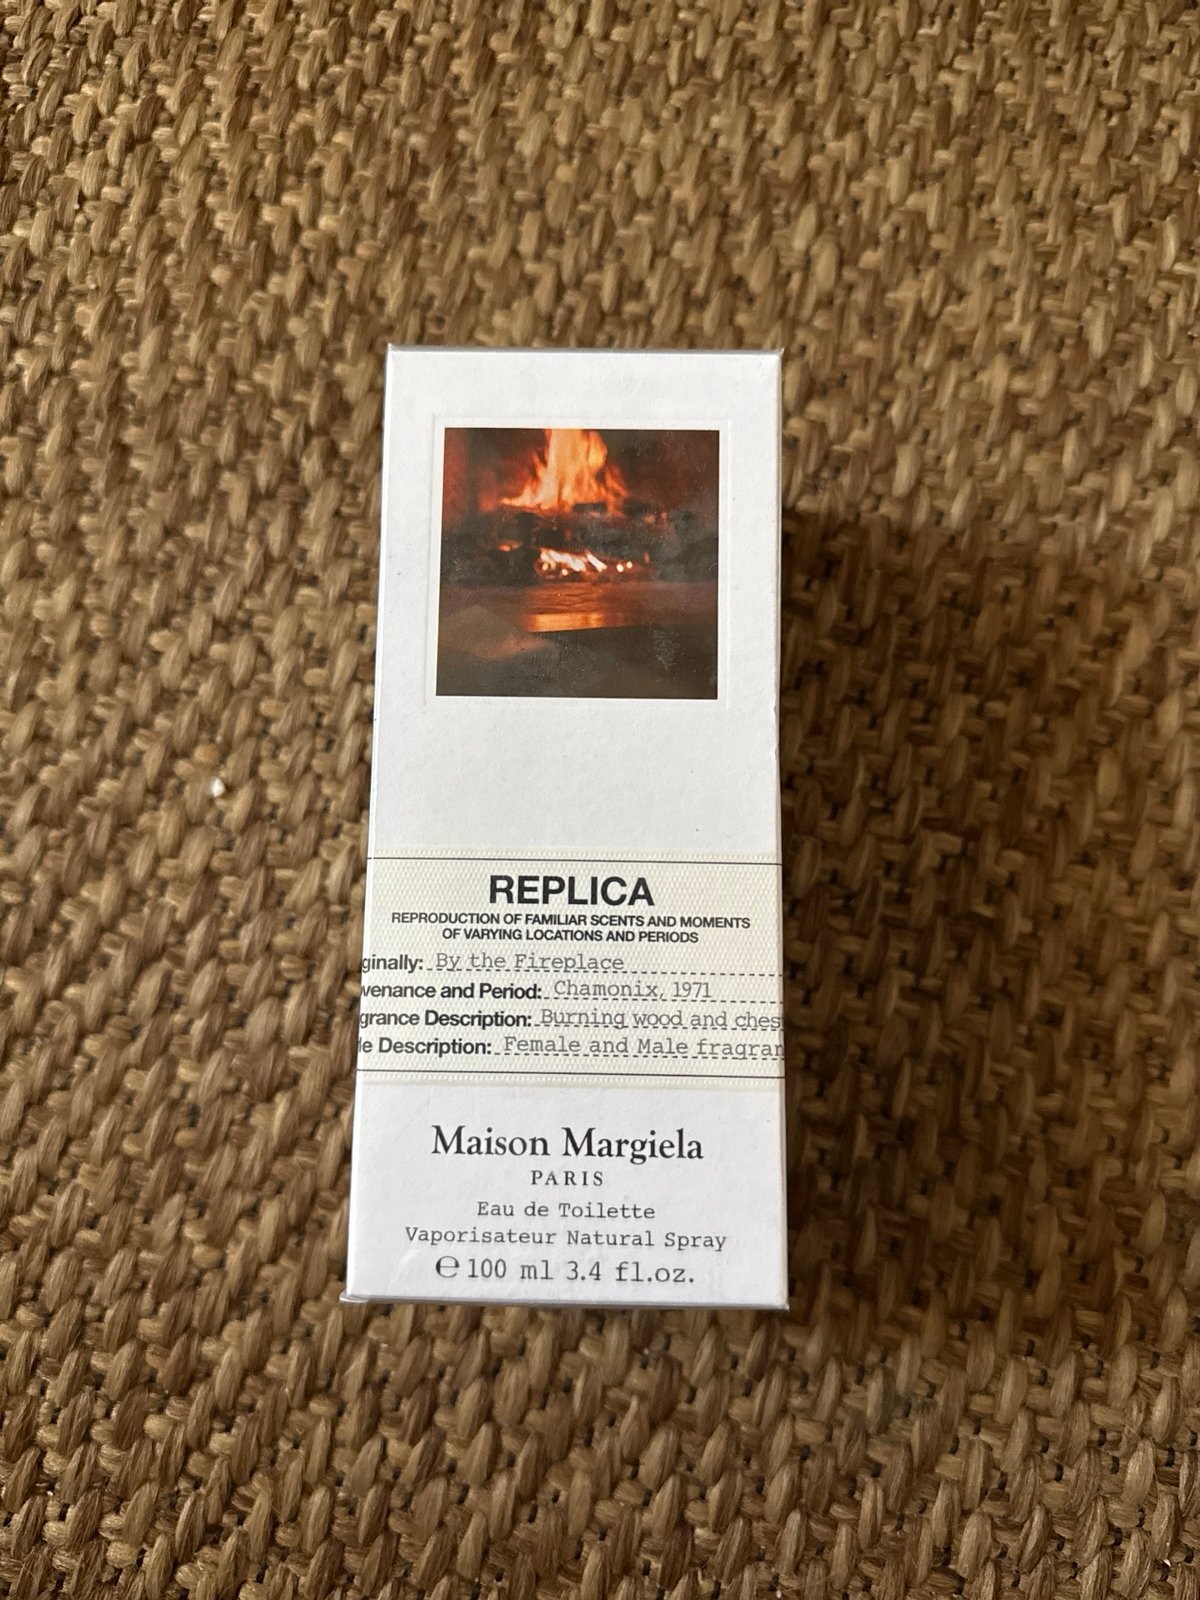 REPLICA
REPRODUCTION OF FAMILIAR SCENTS AND MOMENTS
OF VARYING LOCATIONS AND PERIODS
ginally: By the Fireplace
venance and Period: Chamonix, 1971
grance Description: Burning wood and ches
le Description: Female and Male fragran
Maison Margiela
PARIS
Eau de Toilette
Vaporisateur Natural Spray
℮ 100 ml 3.4 fl.oz.